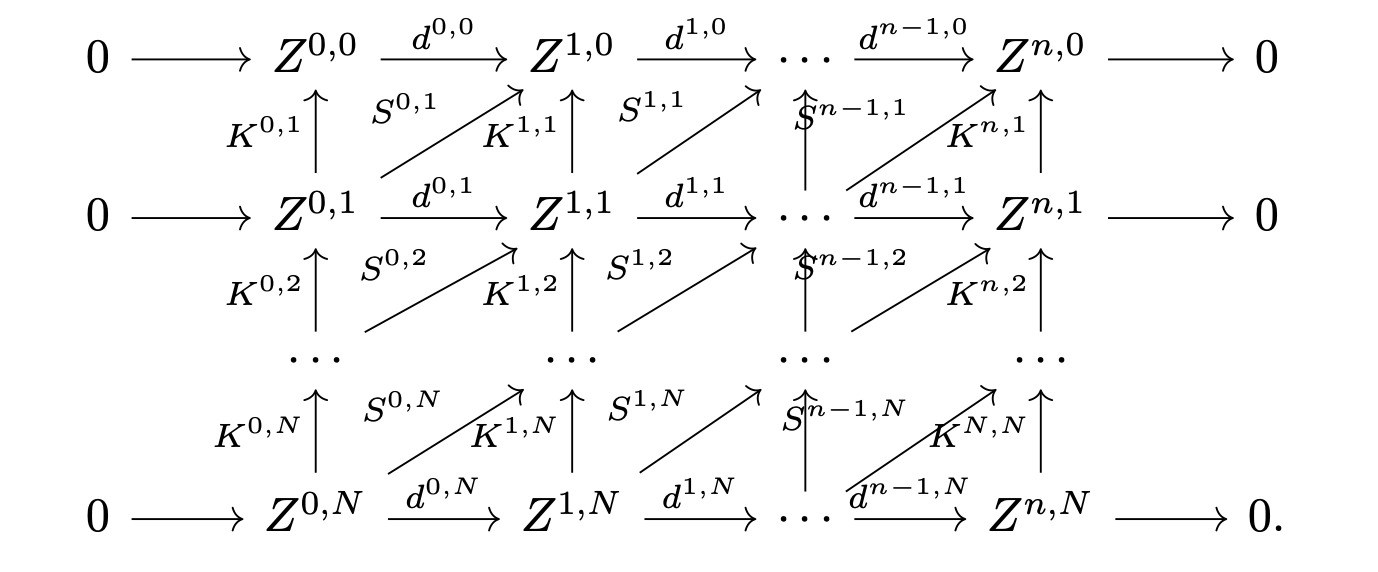 0 ⟶ Z^{0,0} d^{0,0} Z^{1,0} d^{1,0} ⋯ d^{n−1,0} Z^{n,0} ⟶ 0
K^{0,1} S^{0,1} K^{1,1} S^{1,1} S^{n−1,1} K^{n,1}
0 ⟶ Z^{0,1} d^{0,1} Z^{1,1} d^{1,1} ⋯ d^{n−1,1} Z^{n,1} ⟶ 0
K^{0,2} S^{0,2} K^{1,2} S^{1,2} S^{n−1,2} K^{n,2}
⋯ ⋯ ⋯ ⋯
K^{0,N} S^{0,N} K^{1,N} S^{1,N} S^{n−1,N} K^{N,N}
0 ⟶ Z^{0,N} d^{0,N} Z^{1,N} d^{1,N} ⋯ d^{n−1,N} Z^{n,N} ⟶ 0.